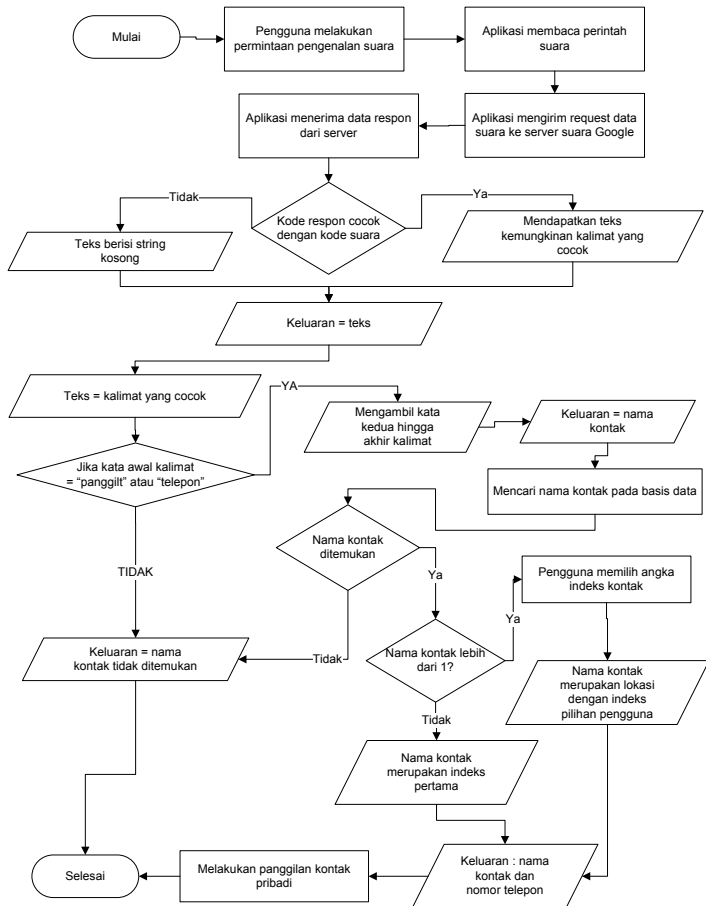 Mulai
Pengguna melakukan
permintaan pengenalan suara
Aplikasi membaca perintah
suara
Aplikasi menerima data respon
dari server
Aplikasi mengirim request data
suara ke server suara Google
Tidak
Kode respon cocok
dengan kode suara
Ya
Teks berisi string
kosong
Mendapatkan teks
kemungkinan kalimat yang
cocok
Keluaran = teks
Teks = kalimat yang cocok
YA
Mengambil kata
kedua hingga
akhir kalimat
Keluaran = nama
kontak
Jika kata awal kalimat
= “panggilt” atau “telepon”
Mencari nama kontak pada basis data
Nama kontak
ditemukan
TIDAK
Ya
Pengguna memilih angka
indeks kontak
Ya
Keluaran = nama
kontak tidak ditemukan
Tidak
Nama kontak lebih
dari 1?
Nama kontak
merupakan lokasi
dengan indeks
pilihan pengguna
Tidak
Nama kontak
merupakan indeks
pertama
Selesai
Melakukan panggilan kontak
pribadi
Keluaran : nama
kontak dan
nomor telepon